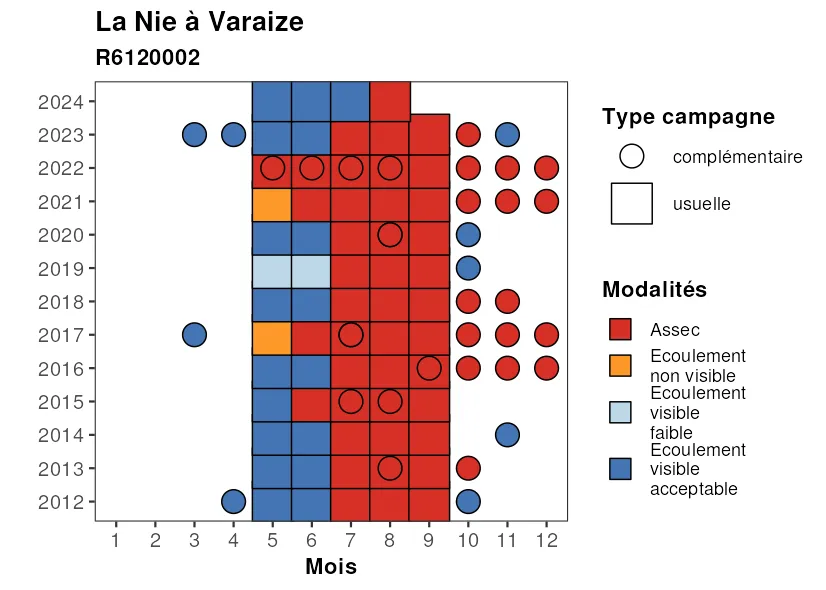 La Nie à Varaize
R6120002
2024
2023
2022
2021
2020
2019
2018
2017
2016
2015
2014
2013
2012
1 2 3 4 5 6 7 8 9 10 11 12
Mois
Type campagne
complémentaire
usuelle
Modalités
Assec
Ecoulement
non visible
Ecoulement
visible
faible
Ecoulement
visible
acceptable